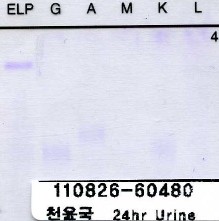 ELP G A M K L
4
110826-60480
천윤국 24hr Urine